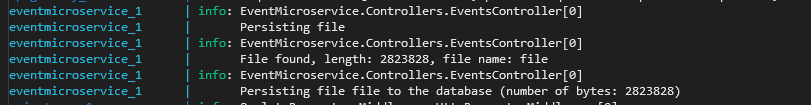 eventmicroservice_1 | info: EventMicroservice.Controllers.EventsController[0]
eventmicroservice_1 | Persisting file
eventmicroservice_1 | info: EventMicroservice.Controllers.EventsController[0]
eventmicroservice_1 | File found, length: 2823828, file name: file
eventmicroservice_1 | info: EventMicroservice.Controllers.EventsController[0]
eventmicroservice_1 | Persisting file file to the database (number of bytes: 2823828)